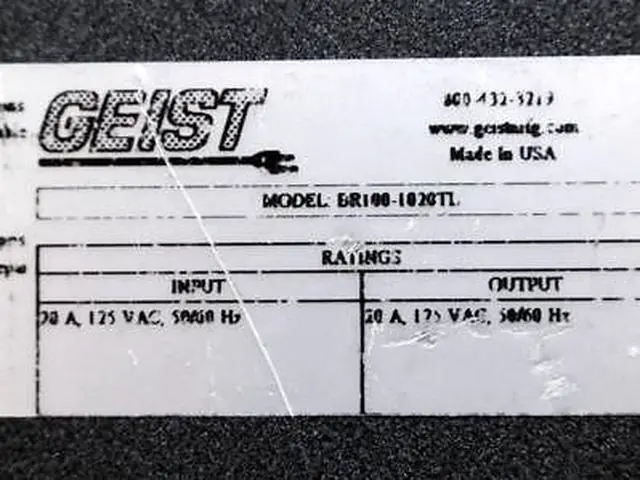 GEIST
800-432-3219
www.geistmfg.com
Made in USA
MODEL: BR100-1020TL
RATINGS
INPUT
OUTPUT
20 A, 125 VAC, 50/60 Hz
20 A, 125 VAC, 50/60 Hz